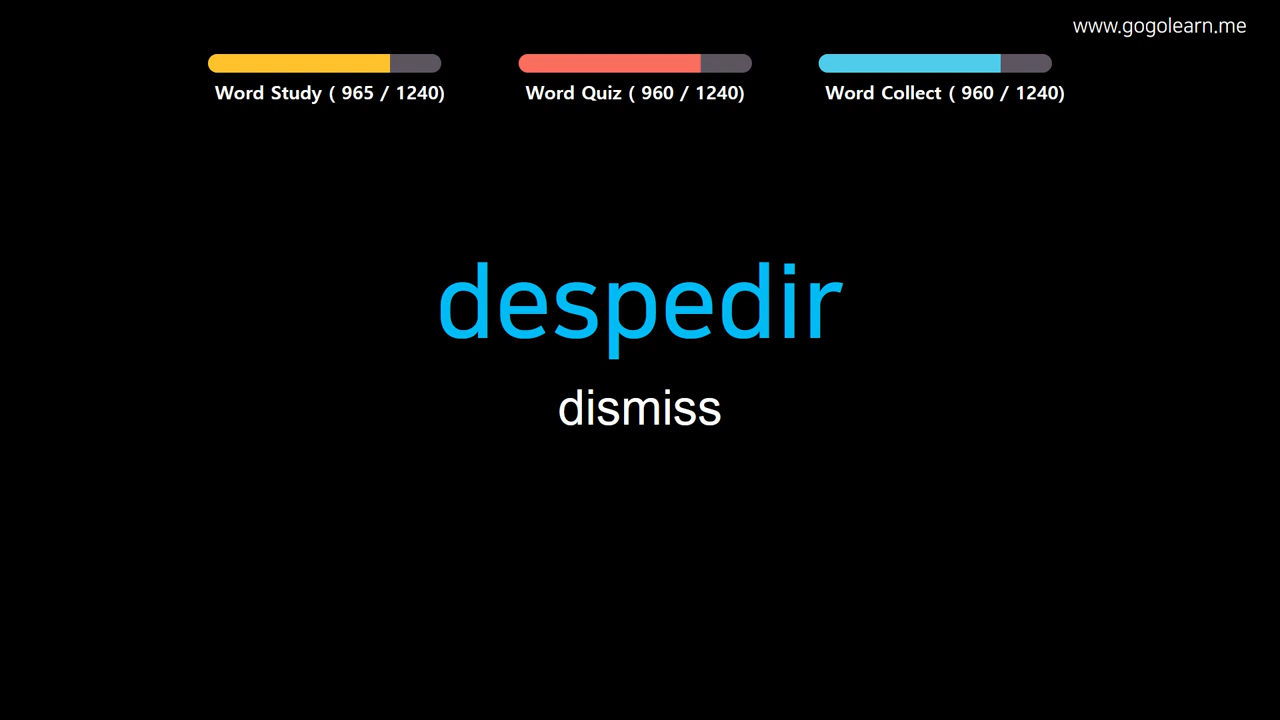 www.gogolearn.me
Word Study ( 965 / 1240)
Word Quiz ( 960 / 1240)
Word Collect ( 960 / 1240)
despedir
dismiss